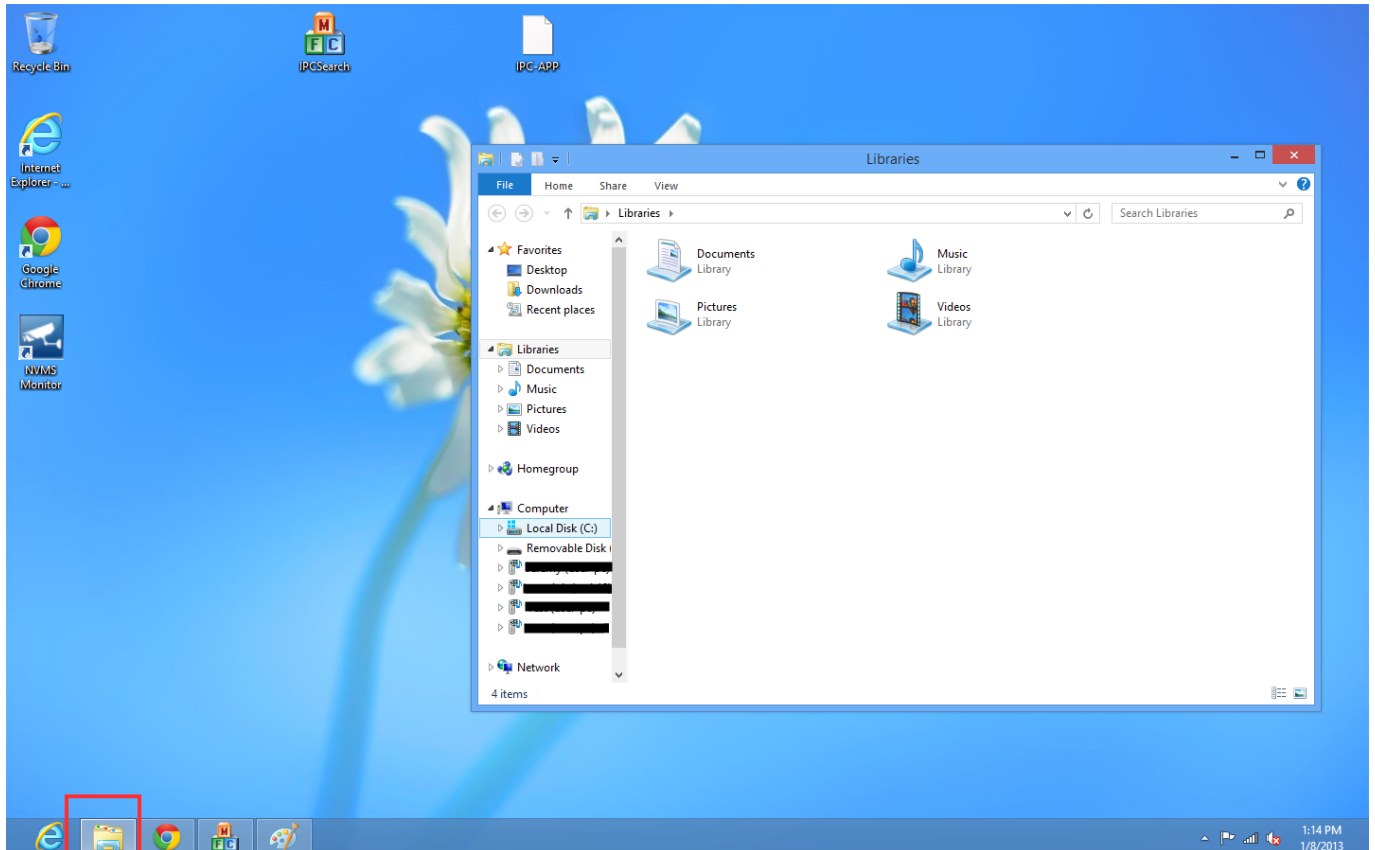 Recycle Bin
IPCSearch
IPC-APP
Internet
Explorer - ...
Google
Chrome
NVMS
Monitor
Libraries
File Home Share View
Libraries
Search Libraries
Favorites
Desktop
Downloads
Recent places
Libraries
Documents
Music
Pictures
Videos
Homegroup
Computer
Local Disk (C:)
Removable Disk (
Network
Documents
Library
Music
Library
Pictures
Library
Videos
Library
4 items
1:14 PM
1/8/2013